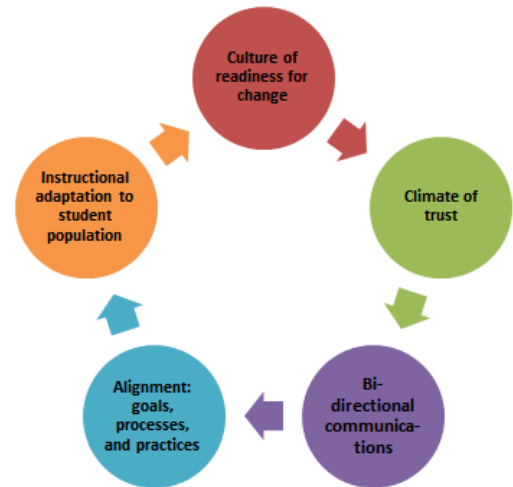 Culture of
readiness for
change
Climate of
trust
Bi-
directional
communica-
tions
Alignment:
goals,
processes,
and practices
Instructional
adaptation to
student
population